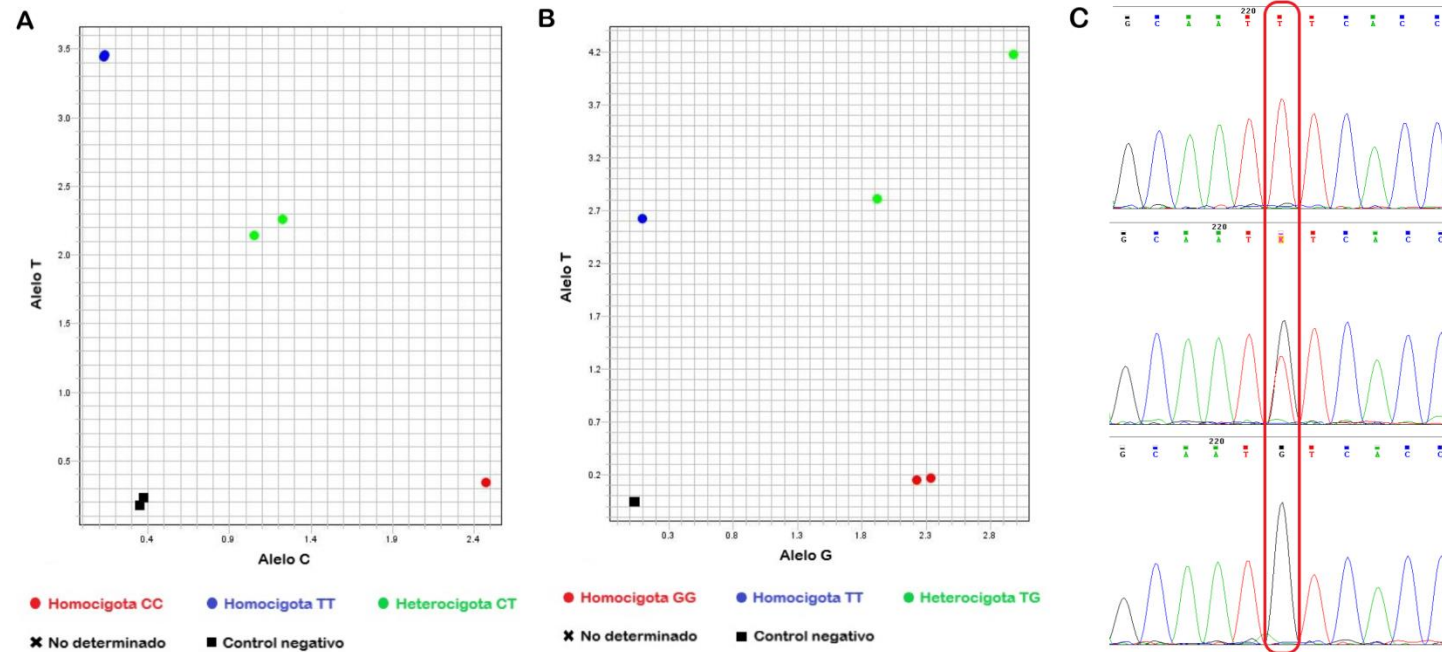 A
3.5
3.0
2.5
2.0
1.5
1.0
0.5
Alelo T
0.4
0.9
1.4
1.9
2.4
Alelo C
Homocigota CC
Homocigota TT
Heterocigota CT
No determinado
Control negativo
B
4.2
3.7
3.2
2.7
2.2
1.7
1.2
0.7
0.2
Alelo T
0.3
0.8
1.3
1.8
2.3
2.8
Alelo G
Homocigota GG
Homocigota TT
Heterocigota TG
No determinado
Control negativo
C
220
G C A A T T T C A C C
220
G C A A T K T C A C C
220
G C A A T G T C A C C